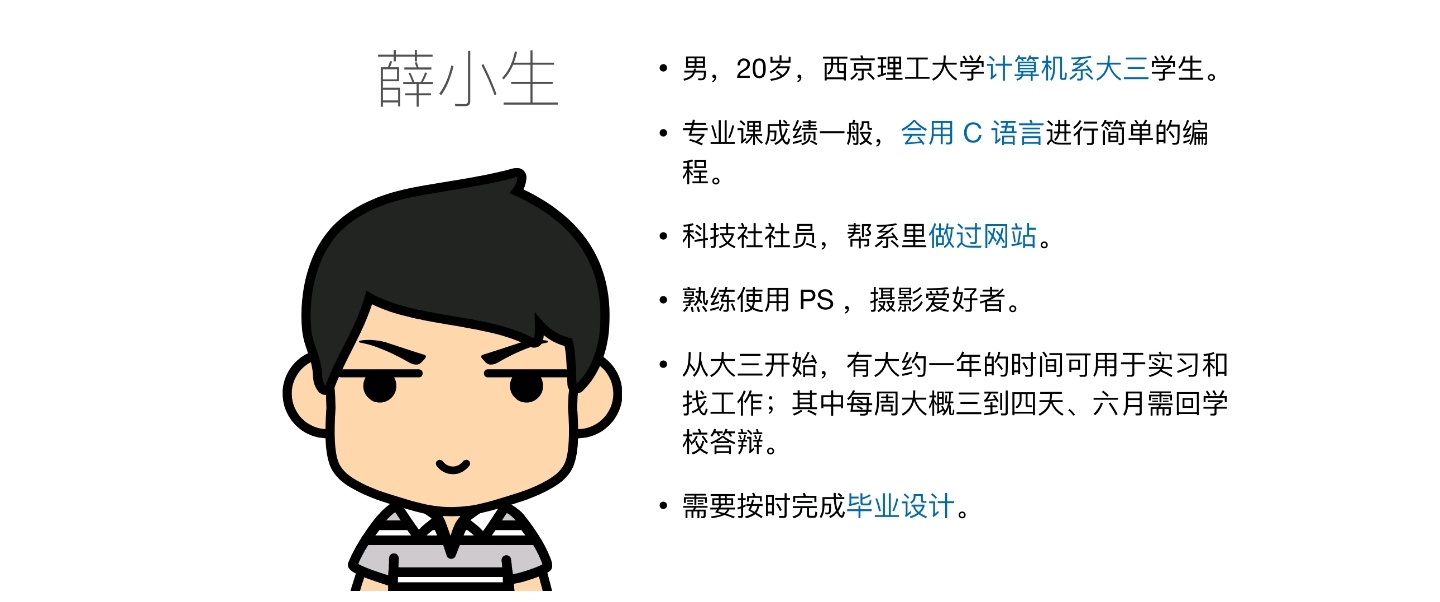 薛小生
• 男，20岁，西京理工大学计算机系大三学生。
• 专业课成绩一般，会用 C 语言进行简单的编
程。
• 科技社社员，帮系里做过网站。
• 熟练使用 PS ，摄影爱好者。
• 从大三开始，有大约一年的时间可用于实习和
找工作；其中每周大概三到四天、六月需回学
校答辩。
• 需要按时完成毕业设计。